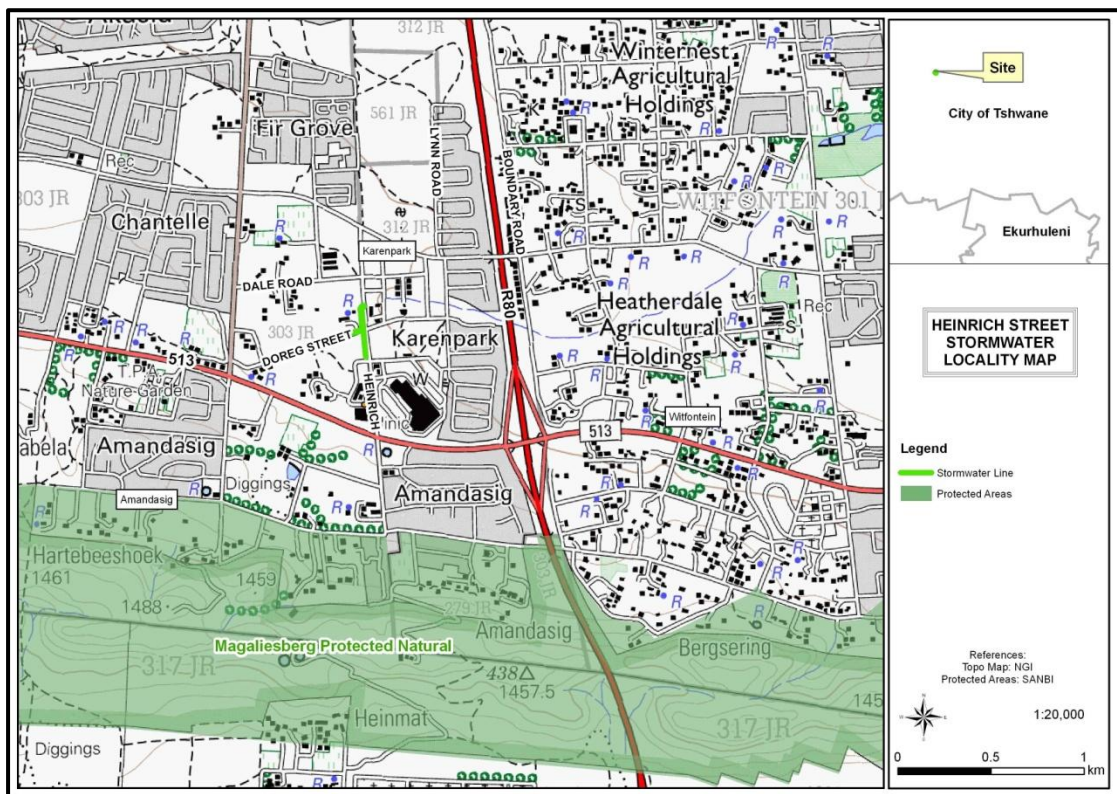 312 JR
Winternest
Agricultural
Holdings
R
R
K
R
561 JR
Fir Grove
LYNN ROAD
BOUNDARY ROAD
Rec
303 JR
Chantelle
312 JR
S
WITFONTEIN 301 J
R
Karenpark
R
R
R
DALE ROAD
R80
R
303 JR
DOREG STREET
Karenpark
Heatherdale
Agricultural
Holdings
Rec
S
513
R
R
T.P.A.
Nature Garden
HEINRICH
W
R
513
Witfontein
Amandasig
Diggings
Amandasig
Amandasig
R
Hartebeeshoek
1461
1459
1488
279 JR
Amandasig
Bergsering
Magaliesberg Protected Natural
317 JR
438
1457.5
317 JR
Heinmat
Diggings
Site
City of Tshwane
Ekurhuleni
HEINRICH STREET
STORMWATER
LOCALITY MAP
Legend
Stormwater Line
Protected Areas
References:
Topo Map: NGI
Protected Areas: SANBI
1:20,000
0 0.5 1
km